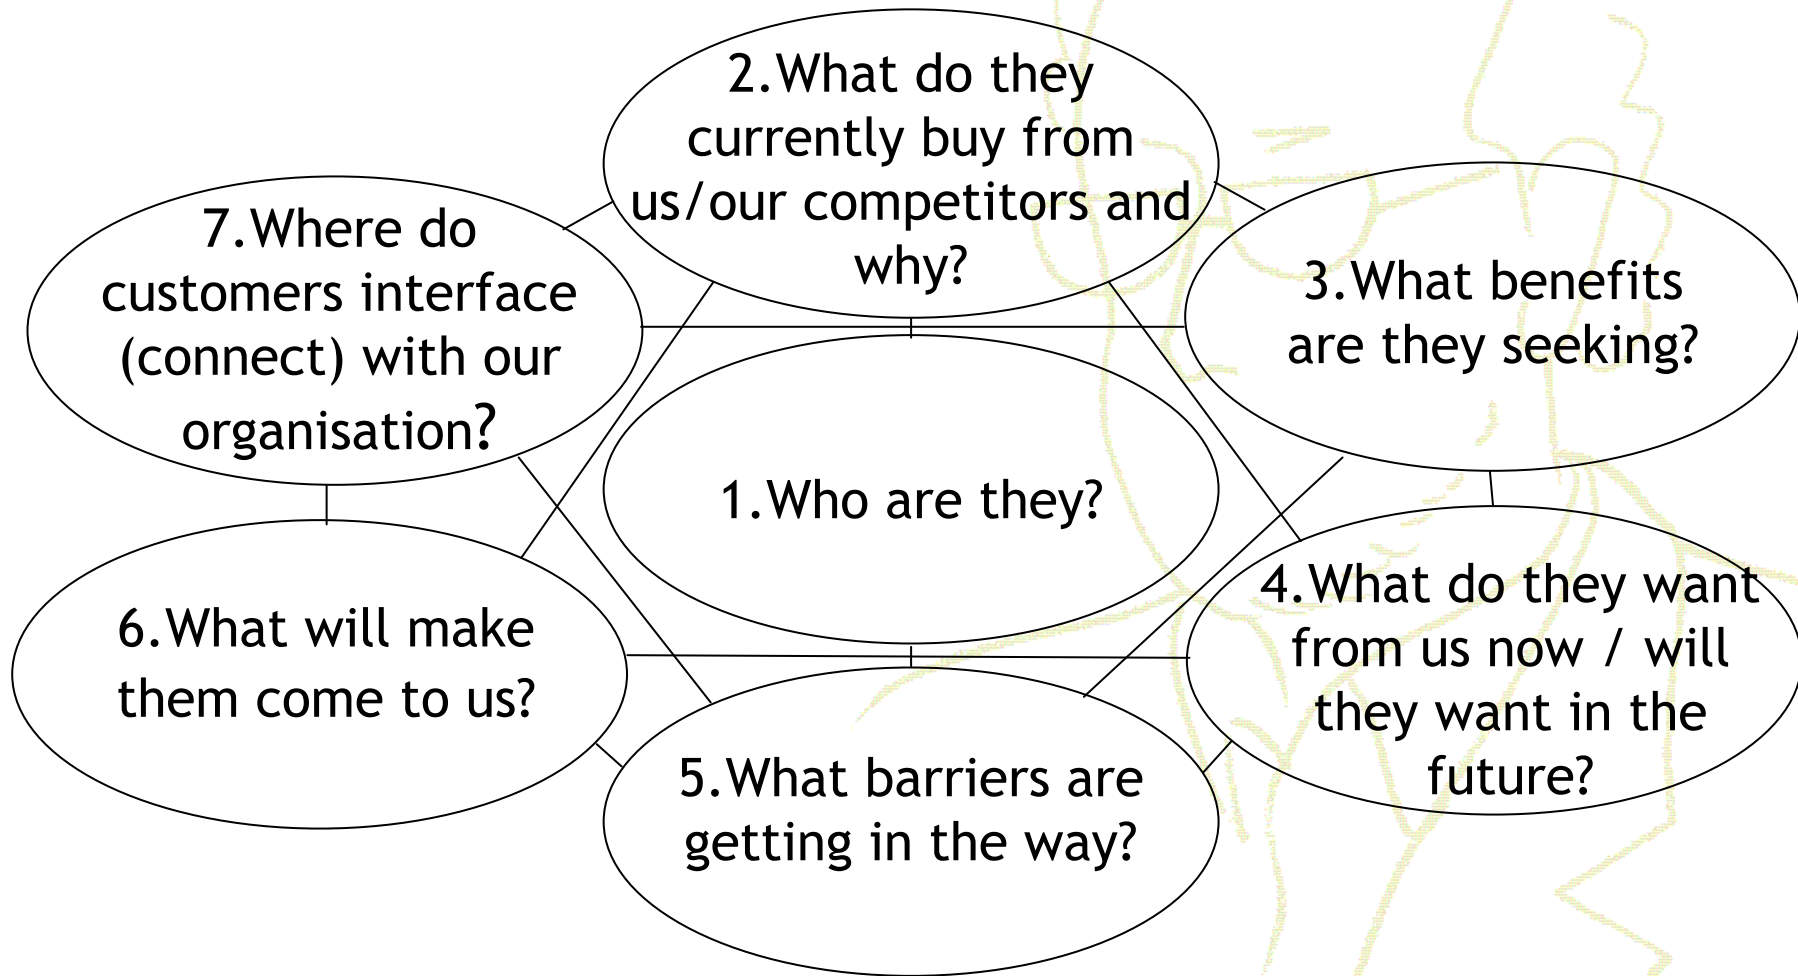 2.What do they
currently buy from
us/our competitors and
why?
7.Where do
customers interface
(connect) with our
organisation?
3.What benefits
are they seeking?
1.Who are they?
6.What will make
them come to us?
4.What do they want
from us now / will
they want in the
future?
5.What barriers are
getting in the way?